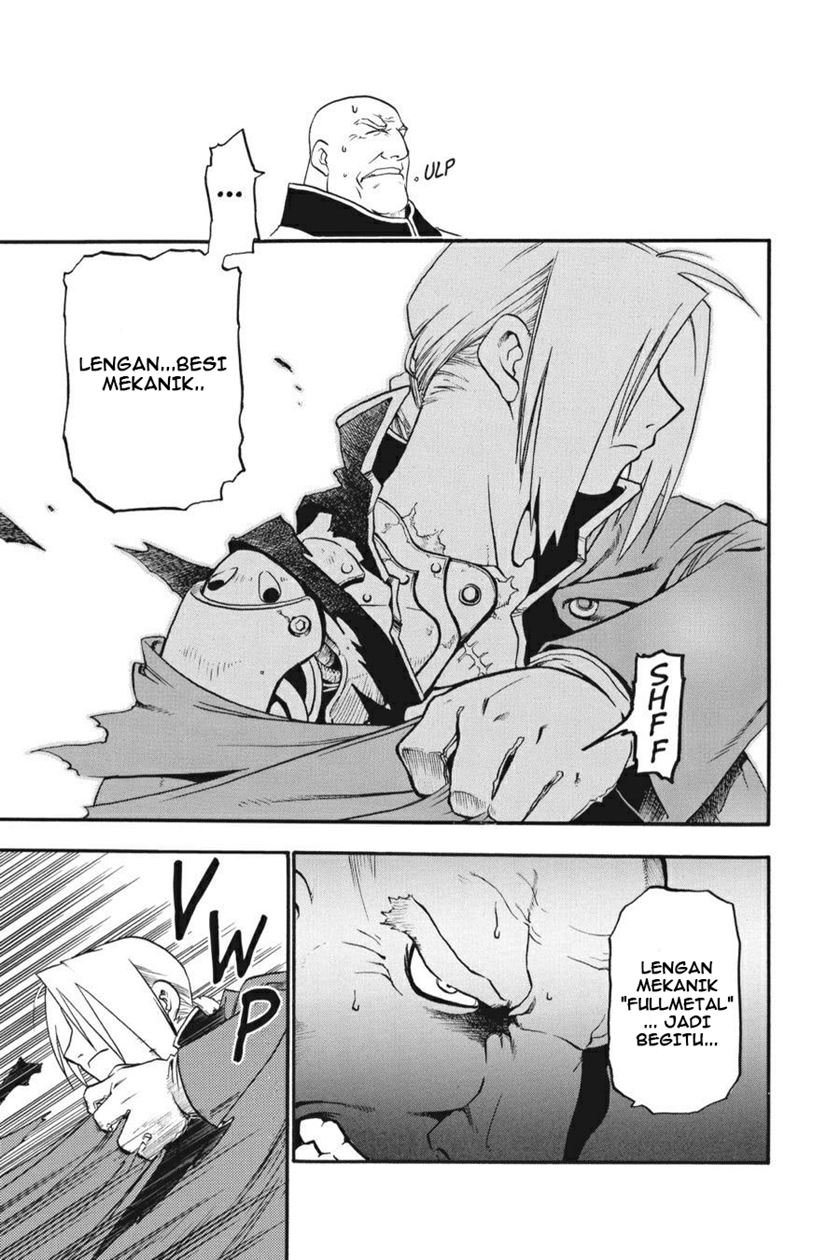 ULP
...
LENGAN...BESI
MEKANIK..
SHFF
LENGAN
MEKANIK
"FULLMETAL"
... JADI
BEGITU...
VWP